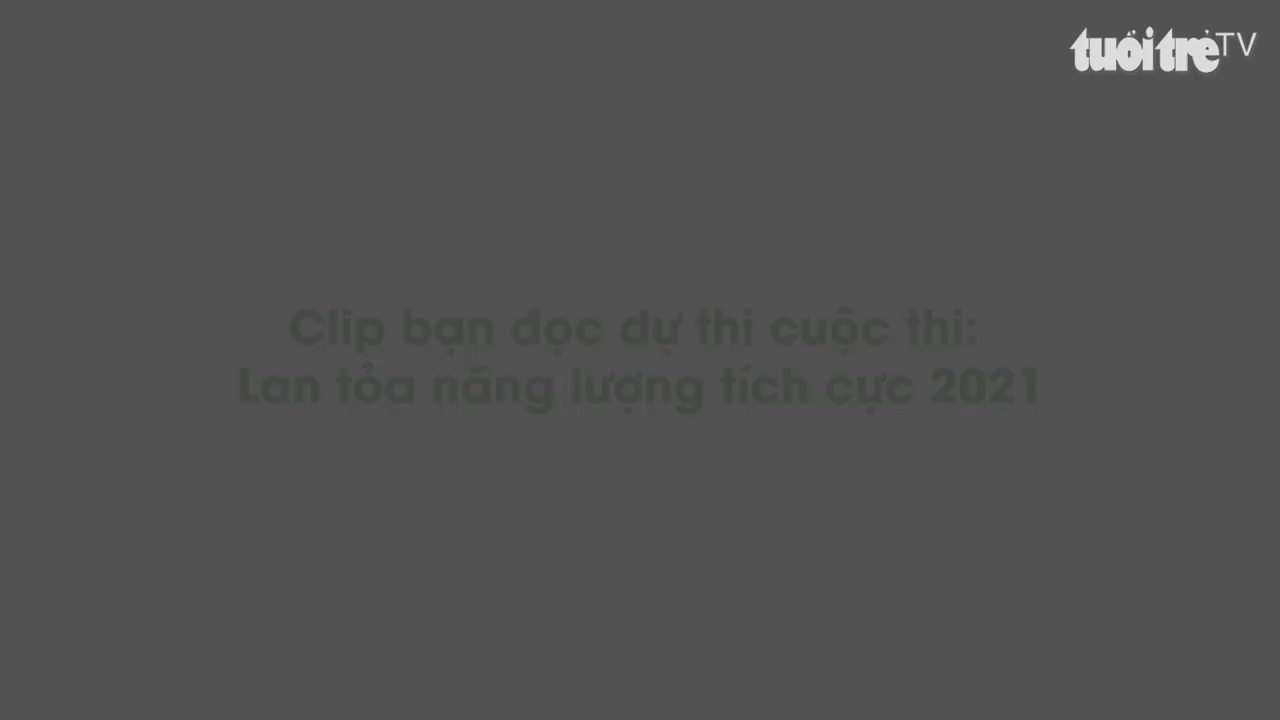 tuổi trẻ TV
Clip bạn đọc dự thi cuộc thi:
Lan tỏa năng lượng tích cực 2021